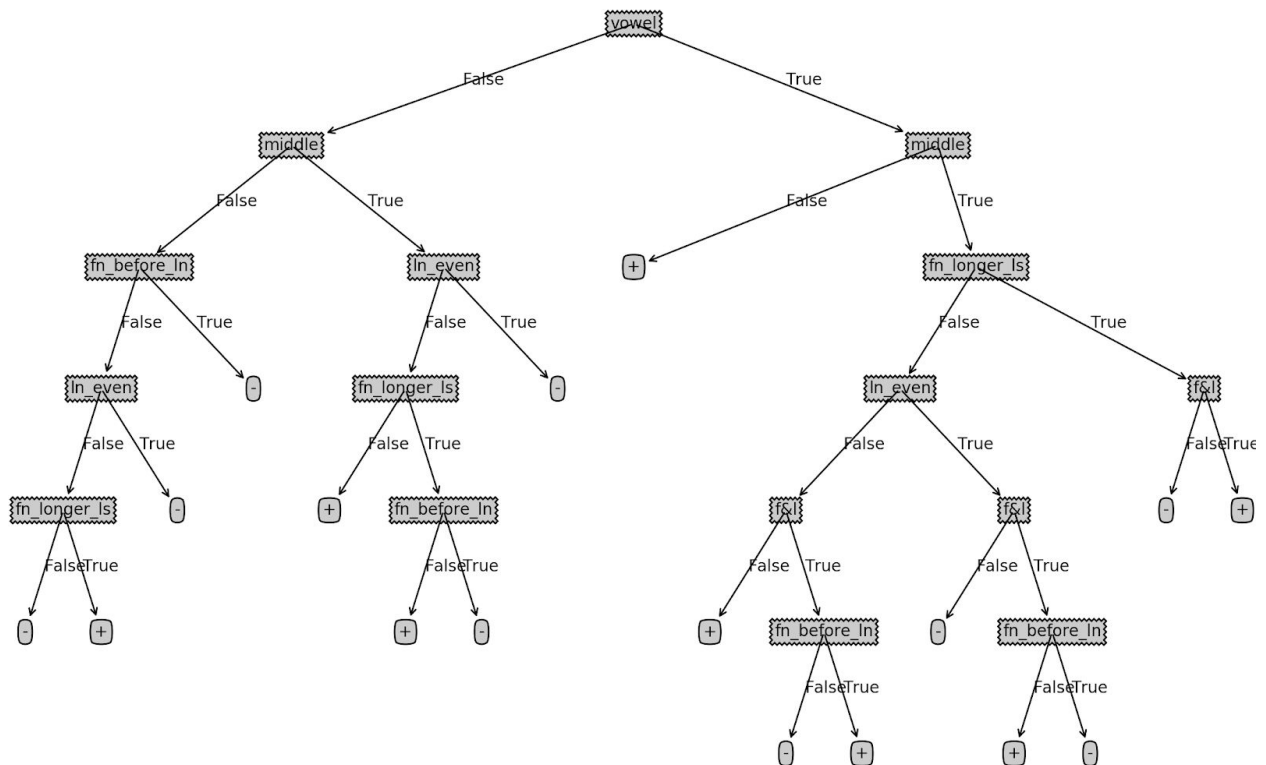 vowel
False True
middle middle
False True False True
fn_before_ln ln_even + fn_longer_ls
False True False True False True
ln_even - fn_longer_ls - ln_even f&l
False True False True False True False True
fn_longer_ls - + fn_before_ln f&l f&l - +
False True False True False True False True
- + + - + fn_before_ln - fn_before_ln
False True False True
- + + -